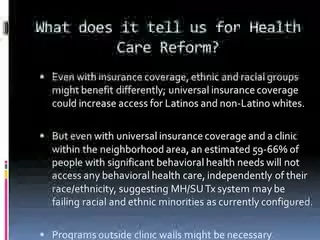 What does it tell us for Health
Care Reform?
Even with insurance coverage, ethnic and racial groups
might benefit differently; universal insurance coverage
could increase access for Latinos and non-Latino whites.
But even with universal insurance coverage and a clinic
within the neighborhood area, an estimated 59-66% of
people with significant behavioral health needs will not
access any behavioral health care, independently of their
race/ethnicity, suggesting MH/SU Tx system may be
failing racial and ethnic minorities as currently configured.
Programs outside clinic walls might be necessary